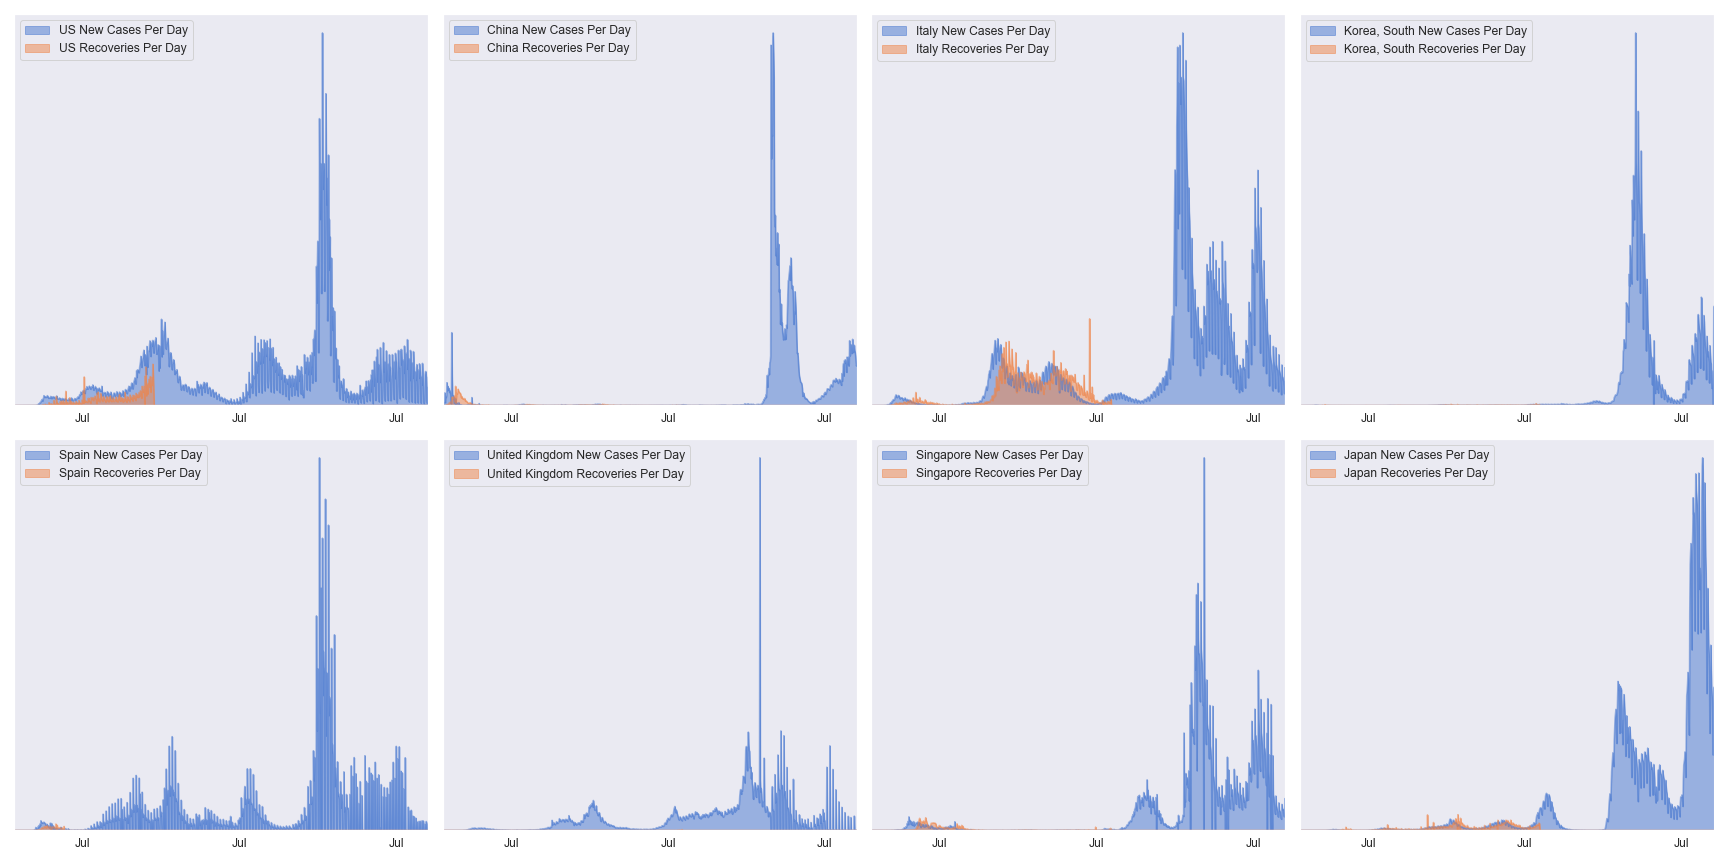 US New Cases Per Day
US Recoveries Per Day
Jul Jul Jul
China New Cases Per Day
China Recoveries Per Day
Jul Jul Jul
Italy New Cases Per Day
Italy Recoveries Per Day
Jul Jul Jul
Korea, South New Cases Per Day
Korea, South Recoveries Per Day
Jul Jul Jul
Spain New Cases Per Day
Spain Recoveries Per Day
Jul Jul Jul
United Kingdom New Cases Per Day
United Kingdom Recoveries Per Day
Jul Jul Jul
Singapore New Cases Per Day
Singapore Recoveries Per Day
Jul Jul Jul
Japan New Cases Per Day
Japan Recoveries Per Day
Jul Jul Jul